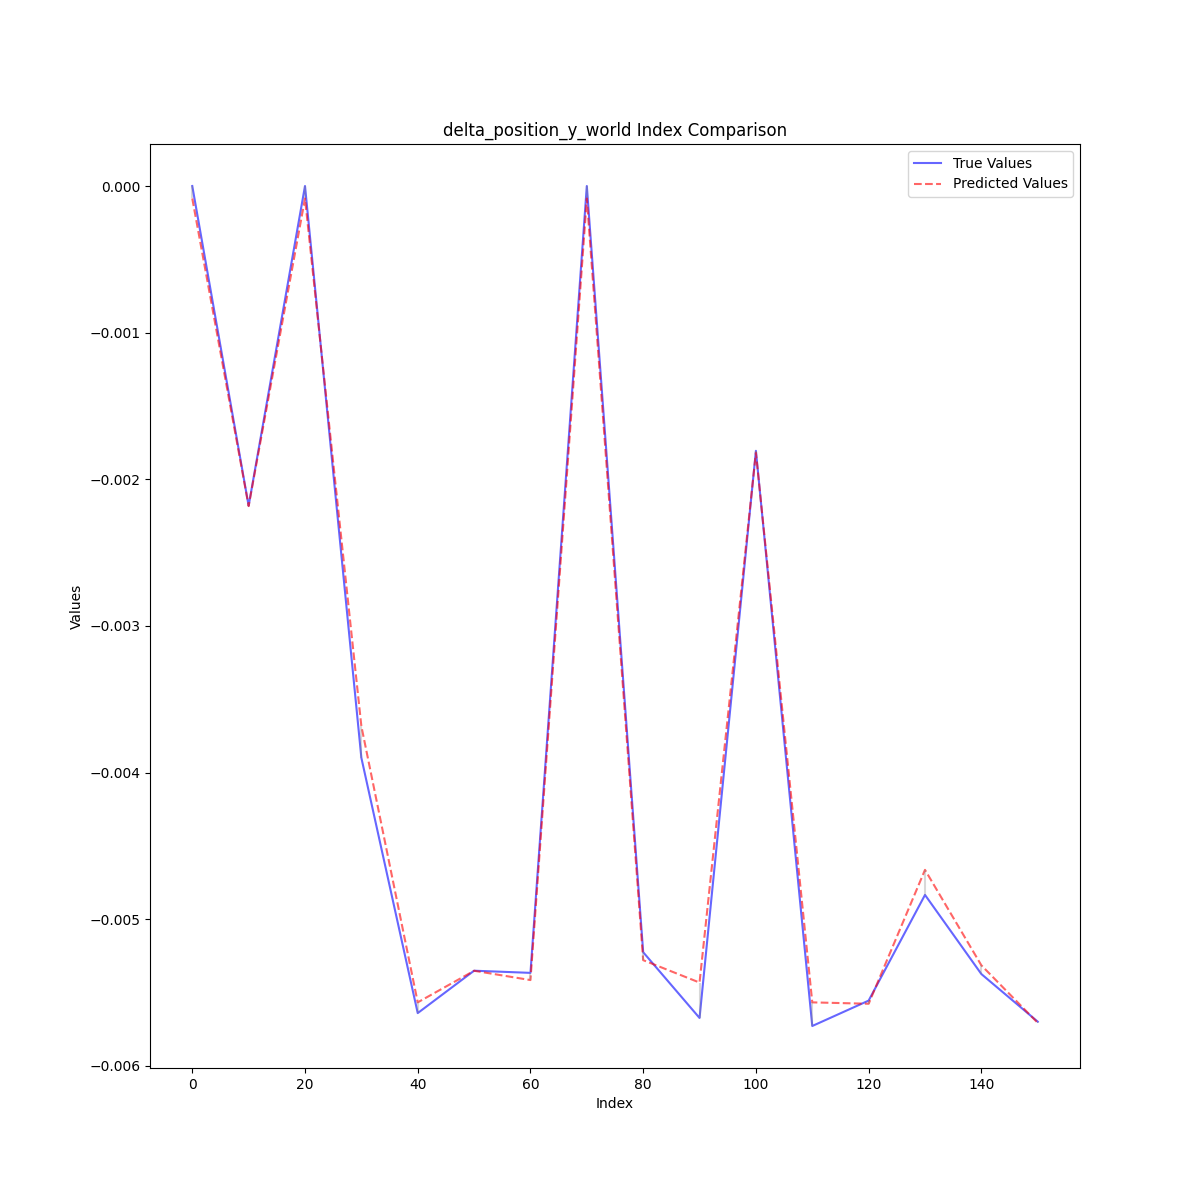 delta_position_y_world Index Comparison
True Values
Predicted Values
0.000
−0.001
−0.002
−0.003
−0.004
−0.005
−0.006
Values
0 20 40 60 80 100 120 140
Index